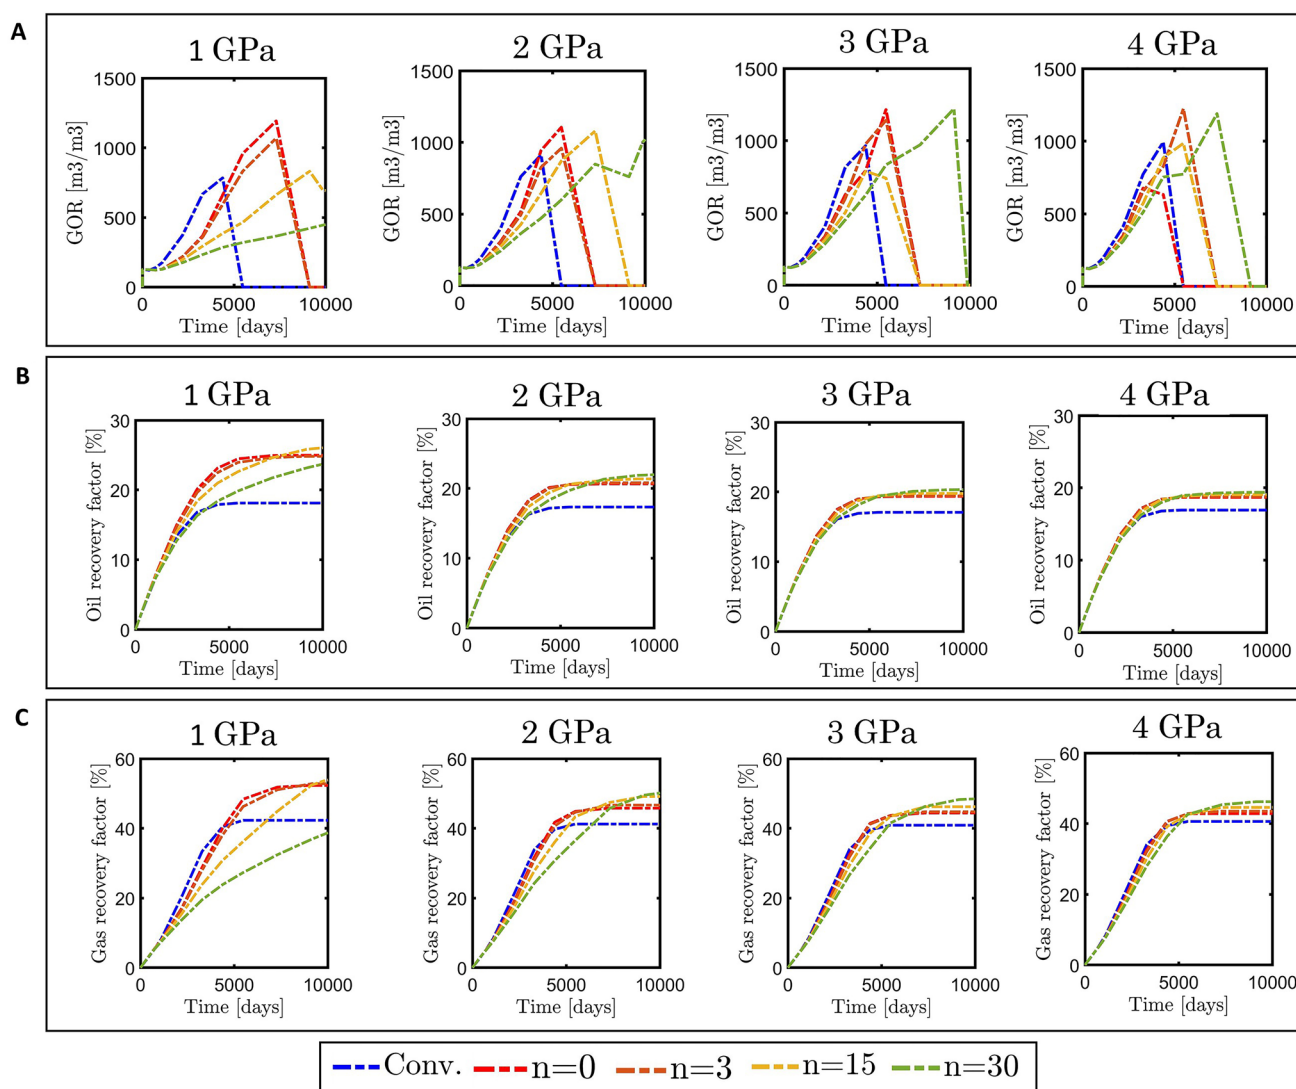 A
1 GPa
2 GPa
3 GPa
4 GPa
GOR [m3/m3]
1500
1000
500
0
0
5000
10000
Time [days]
GOR [m3/m3]
1500
1000
500
0
0
5000
10000
Time [days]
GOR [m3/m3]
1500
1000
500
0
0
5000
10000
Time [days]
GOR [m3/m3]
1500
1000
500
0
0
5000
10000
Time [days]
B
1 GPa
2 GPa
3 GPa
4 GPa
Oil recovery factor [%]
30
20
10
0
0
5000
10000
Time [days]
Oil recovery factor [%]
30
20
10
0
0
5000
10000
Time [days]
Oil recovery factor [%]
30
20
10
0
0
5000
10000
Time [days]
Oil recovery factor [%]
30
20
10
0
0
5000
10000
Time [days]
C
1 GPa
2 GPa
3 GPa
4 GPa
Gas recovery factor [%]
60
40
20
0
0
5000
10000
Time [days]
Gas recovery factor [%]
60
40
20
0
0
5000
10000
Time [days]
Gas recovery factor [%]
60
40
20
0
0
5000
10000
Time [days]
Gas recovery factor [%]
60
40
20
0
0
5000
10000
Time [days]
Conv. n=0 n=3 n=15 n=30